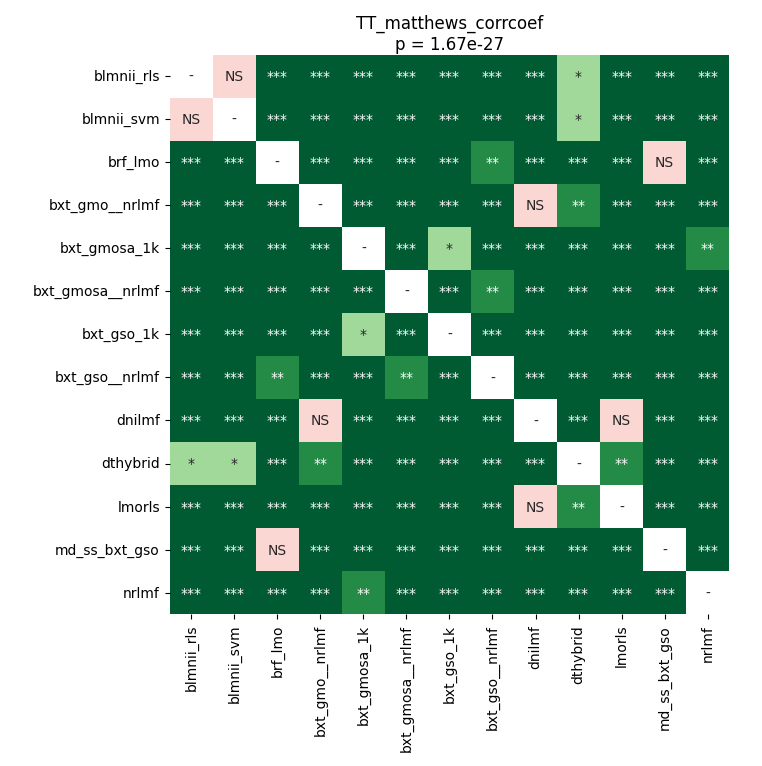 TT_matthews_corrcoef
p = 1.67e-27
blmnii_rls - NS *** *** *** *** *** *** *** * *** *** ***
blmnii_svm NS - *** *** *** *** *** *** *** * *** *** ***
brf_lmo *** *** - *** *** *** *** ** *** *** *** NS ***
bxt_gmo__nrlmf *** *** *** - *** *** *** *** NS ** *** *** ***
bxt_gmosa_1k *** *** *** *** - *** * *** *** *** *** *** **
bxt_gmosa__nrlmf *** *** *** *** *** - *** ** *** *** *** *** ***
bxt_gso_1k *** *** *** *** * *** - *** *** *** *** *** ***
bxt_gso__nrlmf *** *** ** *** *** ** *** - *** *** *** *** ***
dnilmf *** *** *** NS *** *** *** *** - *** NS *** ***
dthybrid * * *** ** *** *** *** *** *** - ** *** ***
lmorls *** *** *** *** *** *** *** *** NS ** - *** ***
md_ss_bxt_gso *** *** NS *** *** *** *** *** *** *** *** - ***
nrlmf *** *** *** *** ** *** *** *** *** *** *** *** -
blmnii_rls
blmnii_svm
brf_lmo
bxt_gmo__nrlmf
bxt_gmosa_1k
bxt_gmosa__nrlmf
bxt_gso_1k
bxt_gso__nrlmf
dnilmf
dthybrid
lmorls
md_ss_bxt_gso
nrlmf